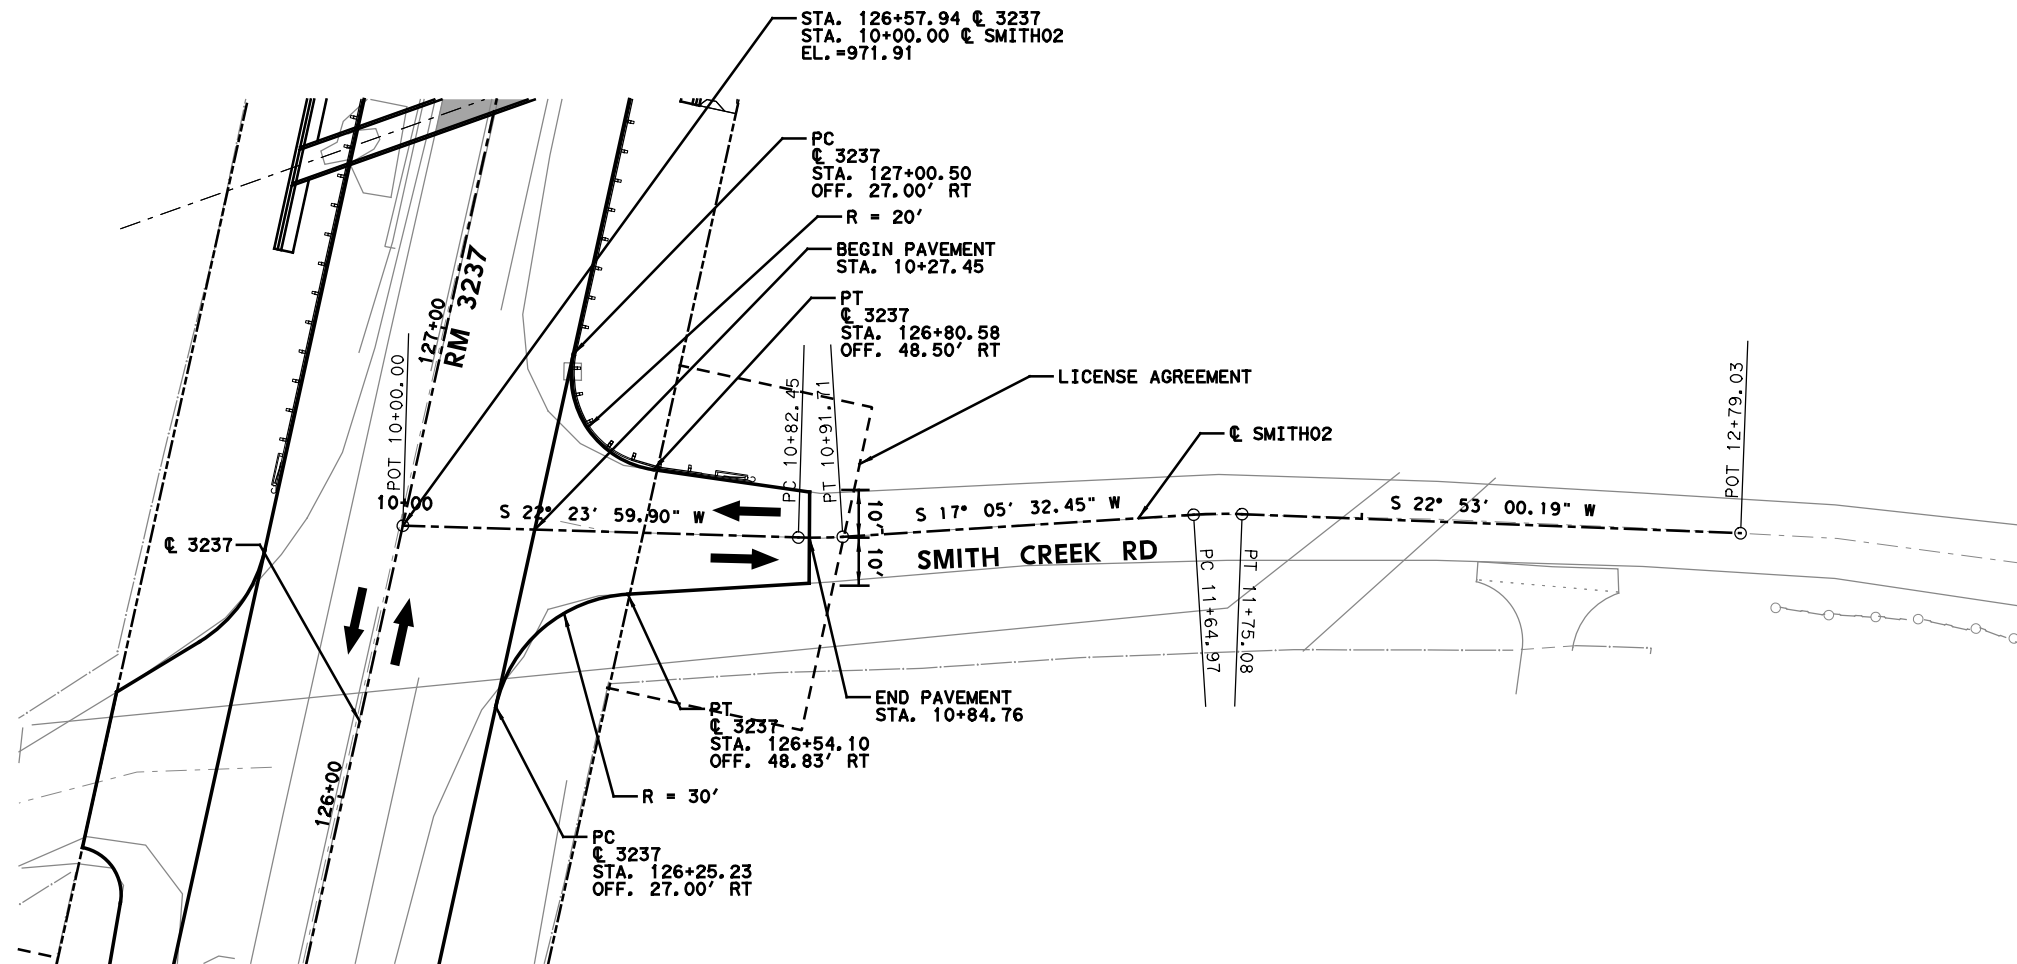 STA. 126+57.94 ℄ 3237
STA. 10+00.00 ℄ SMITH02
EL.=971.91
PC
℄ 3237
STA. 127+00.50
OFF. 27.00' RT
R = 20'
BEGIN PAVEMENT
STA. 10+27.45
PT
℄ 3237
STA. 126+80.58
OFF. 48.50' RT
LICENSE AGREEMENT
℄ SMITH02
RM 3237
127+00
POT 10+00.00
10+00
PC 10+82.45
PT 10+91.71
POT 12+79.03
S 22° 23' 59.90" W
S 17° 05' 32.45" W
S 22° 53' 00.19" W
10'
10'
SMITH CREEK RD
℄ 3237
PC 11+64.97
PT 11+75.08
END PAVEMENT
STA. 10+84.76
PT
℄ 3237
STA. 126+54.10
OFF. 48.83' RT
R = 30'
126+00
PC
℄ 3237
STA. 126+25.23
OFF. 27.00' RT